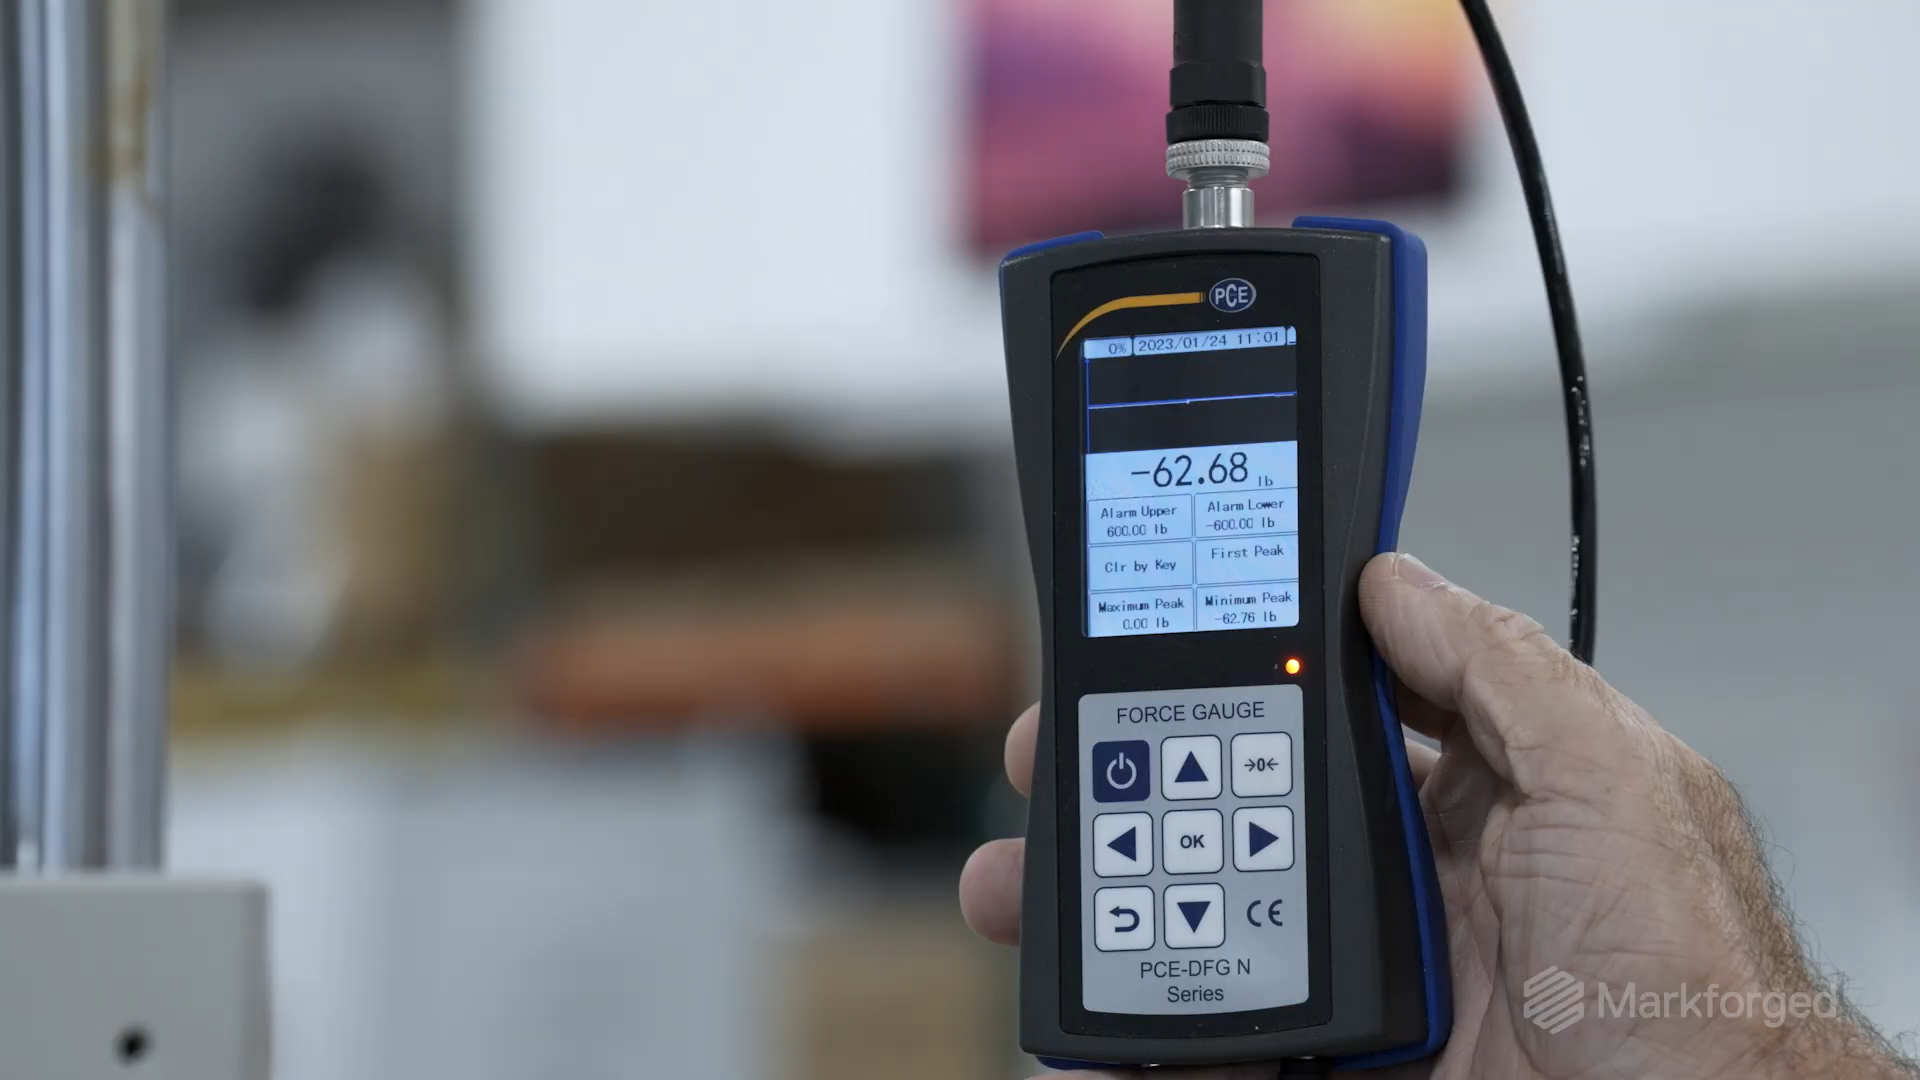 PCE
0% 2023/01/24 11:01
-62.68 lb
Alarm Upper
600.00 lb
Alarm Lower
-600.00 lb
Clr by Key
First Peak
Maximum Peak
0.00 lb
Minimum Peak
-62.76 lb
FORCE GAUGE
→0←
OK
CE
PCE-DFG N
Series
Markforged